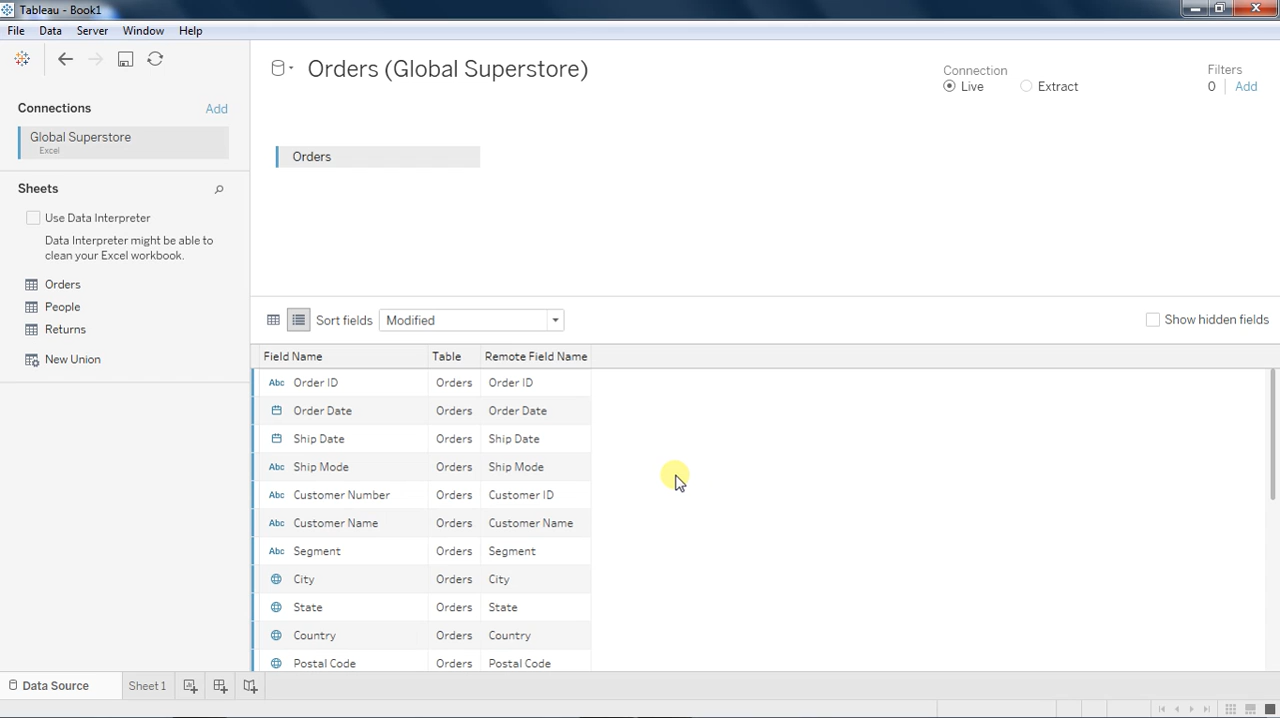 Tableau - Book1
File Data Server Window Help
Orders (Global Superstore)
Connection
Live Extract
Filters
0 Add
Connections Add
Global Superstore
Excel
Orders
Sheets
Use Data Interpreter
Data Interpreter might be able to
clean your Excel workbook.
Orders
People
Returns
New Union
Sort fields Modified Show hidden fields
Field Name Table Remote Field Name
Abc Order ID Orders Order ID
Order Date Orders Order Date
Ship Date Orders Ship Date
Abc Ship Mode Orders Ship Mode
Abc Customer Number Orders Customer ID
Abc Customer Name Orders Customer Name
Abc Segment Orders Segment
City Orders City
State Orders State
Country Orders Country
Postal Code Orders Postal Code
Data Source Sheet 1